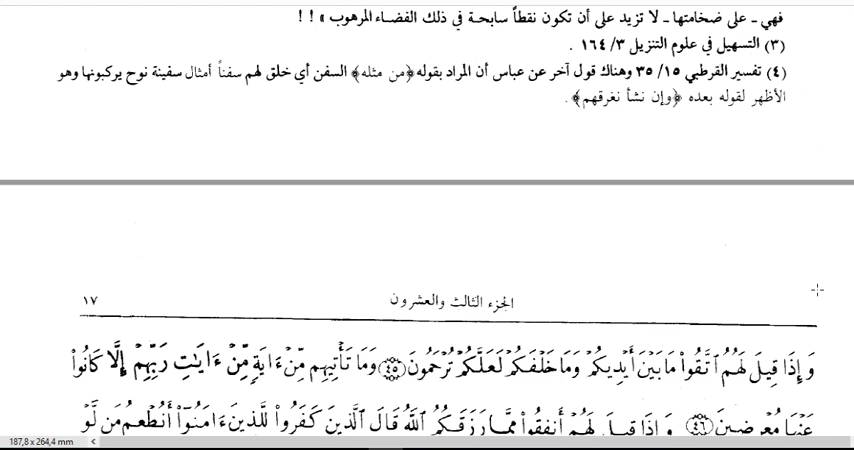 فهي ـ على ضخامتها ـ لا تزيد على أن تكون نقطاً سابحة في ذلك الفضاء المرهوب » ! !
(٣) التسهيل في علوم التنزيل ٣/ ١٦٤ .
(٤) تفسير القرطبي ١٥/ ٣٥ وهناك قول آخر عن عباس أن المراد بقوله ﴿من مثله﴾ السفن أي خلق لهم سفناً أمثال سفينة نوح يركبونها وهو
الأظهر لقوله بعده ﴿وإن نشأ نغرقهم﴾ .
الجزء الثالث والعشرون ١٧
وَإِذَا قِيلَ لَهُمُ ٱتَّقُواْ مَا بَيْنَ أَيْدِيكُمْ وَمَا خَلْفَكُمْ لَعَلَّكُمْ تُرْحَمُونَ ﴿٤٥﴾ وَمَا تَأْتِيهِم مِّنْ ءَايَةٍ مِّنْ ءَايَٰتِ رَبِّهِمْ إِلَّا كَانُواْ
عَنْهَا مُعْرِضِينَ ﴿٤٦﴾ وَإِذَا قِيلَ لَهُمْ أَنفِقُواْ مِمَّا رَزَقَكُمُ ٱللَّهُ قَالَ ٱلَّذِينَ كَفَرُواْ لِلَّذِينَ ءَامَنُوٓاْ أَنُطْعِمُ مَن لَّوْ
187,8 x 264,4 mm